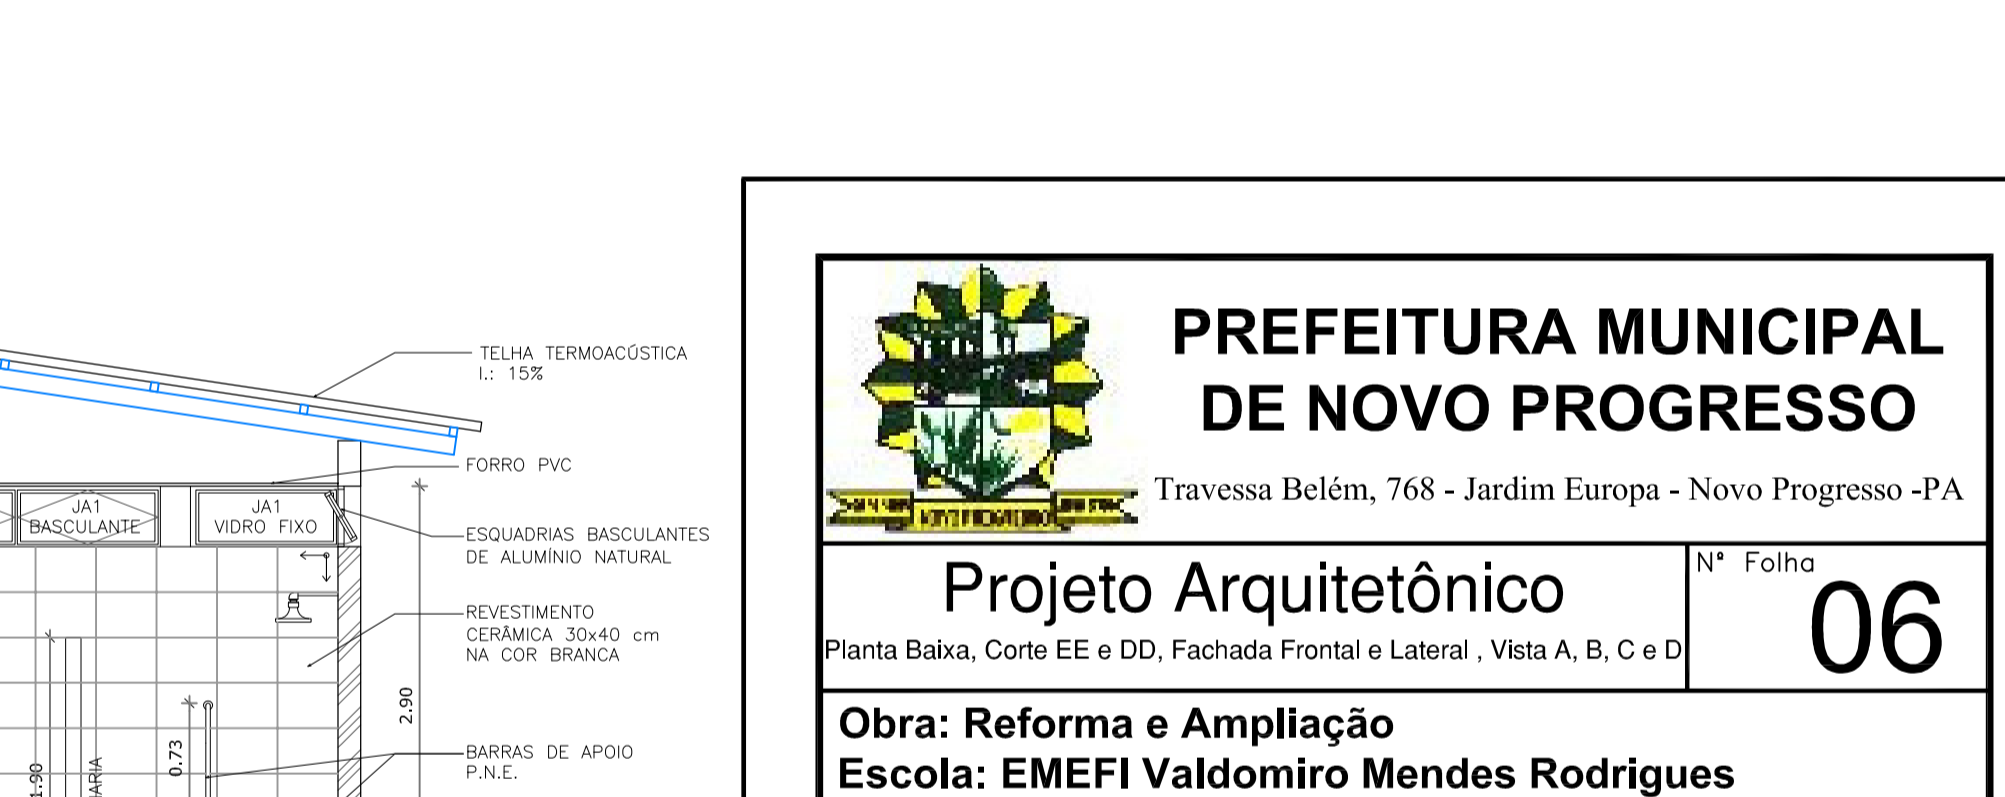 TELHA TERMOACÚSTICA
I.: 15%
FORRO PVC
JA1
BASCULANTE
JA1
VIDRO FIXO
ESQUADRIAS BASCULANTES
DE ALUMÍNIO NATURAL
REVESTIMENTO
CERÂMICA 30x40 cm
NA COR BRANCA
2.90
0.73
BARRAS DE APOIO
P.N.E.
PREFEITURA MUNICIPAL
DE NOVO PROGRESSO
Travessa Belém, 768 - Jardim Europa - Novo Progresso -PA
Projeto Arquitetônico
Planta Baixa, Corte EE e DD, Fachada Frontal e Lateral , Vista A, B, C e D
Nº Folha
06
Obra: Reforma e Ampliação
Escola: EMEFI Valdomiro Mendes Rodrigues